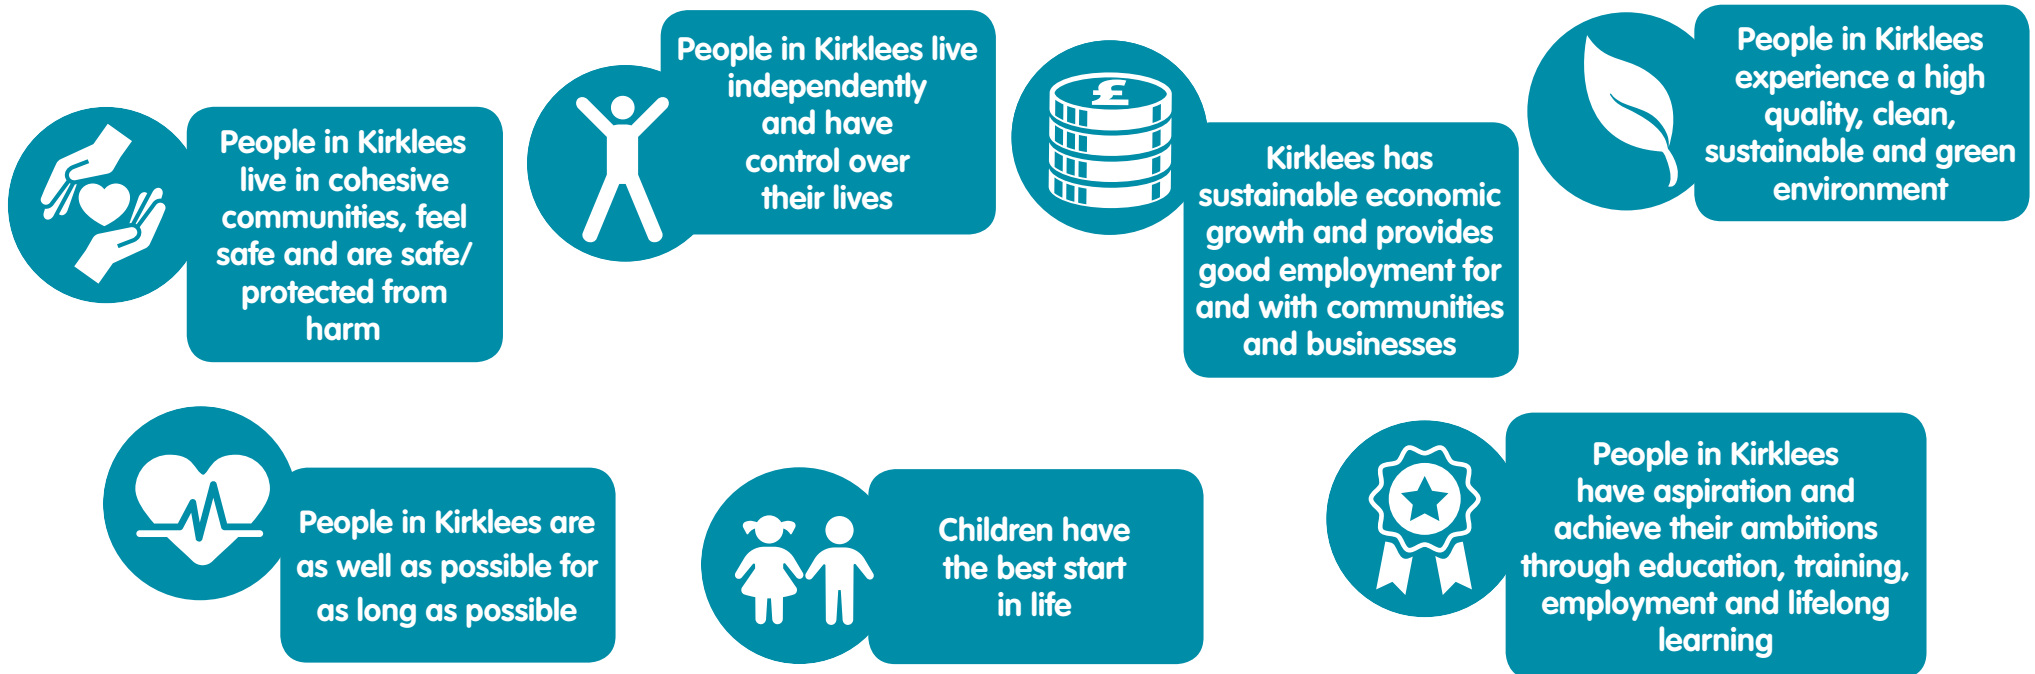 People in Kirklees
live in cohesive
communities, feel
safe and are safe/
protected from
harm
People in Kirklees live
independently
and have
control over
their lives
£
Kirklees has
sustainable economic
growth and provides
good employment for
and with communities
and businesses
People in Kirklees
experience a high
quality, clean,
sustainable and green
environment
People in Kirklees are
as well as possible for
as long as possible
Children have
the best start
in life
People in Kirklees
have aspiration and
achieve their ambitions
through education, training,
employment and lifelong
learning